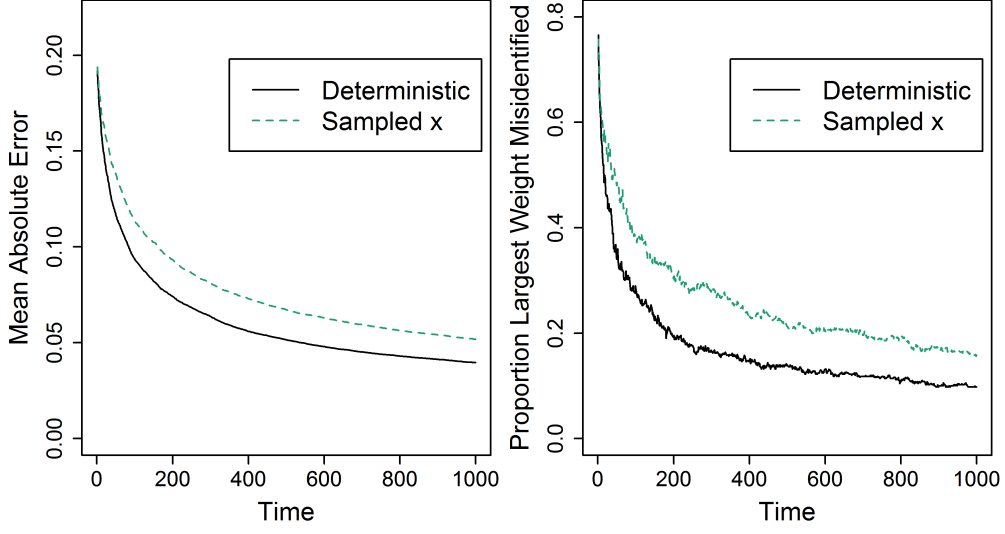 Mean Absolute Error
0.20
0.15
0.10
0.05
0.00
Deterministic
Sampled x
0 200 400 600 800 1000
Time
Proportion Largest Weight Misidentified
0.8
0.6
0.4
0.2
0.0
Deterministic
Sampled x
0 200 400 600 800 1000
Time